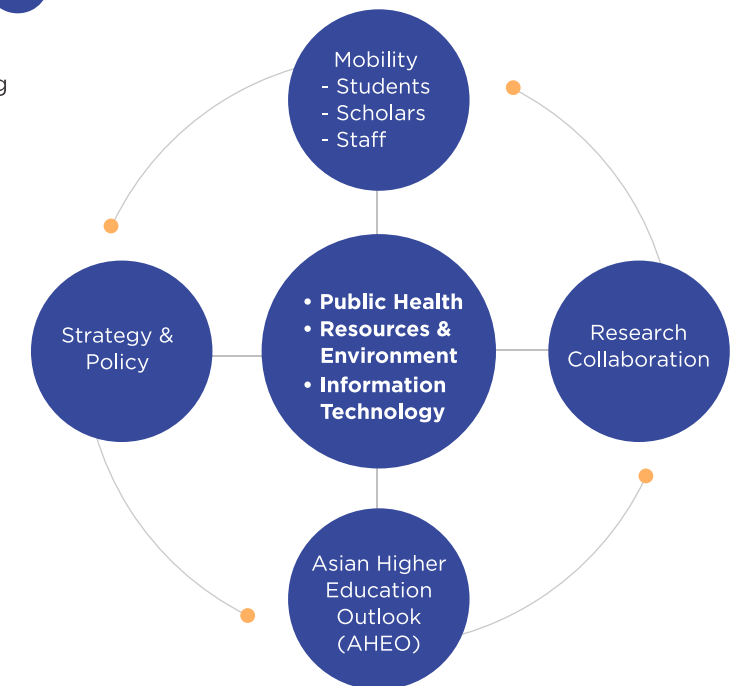 g
Mobility
- Students
- Scholars
- Staff
Strategy &
Policy
• Public Health
• Resources &
Environment
• Information
Technology
Research
Collaboration
Asian Higher
Education
Outlook
(AHEO)